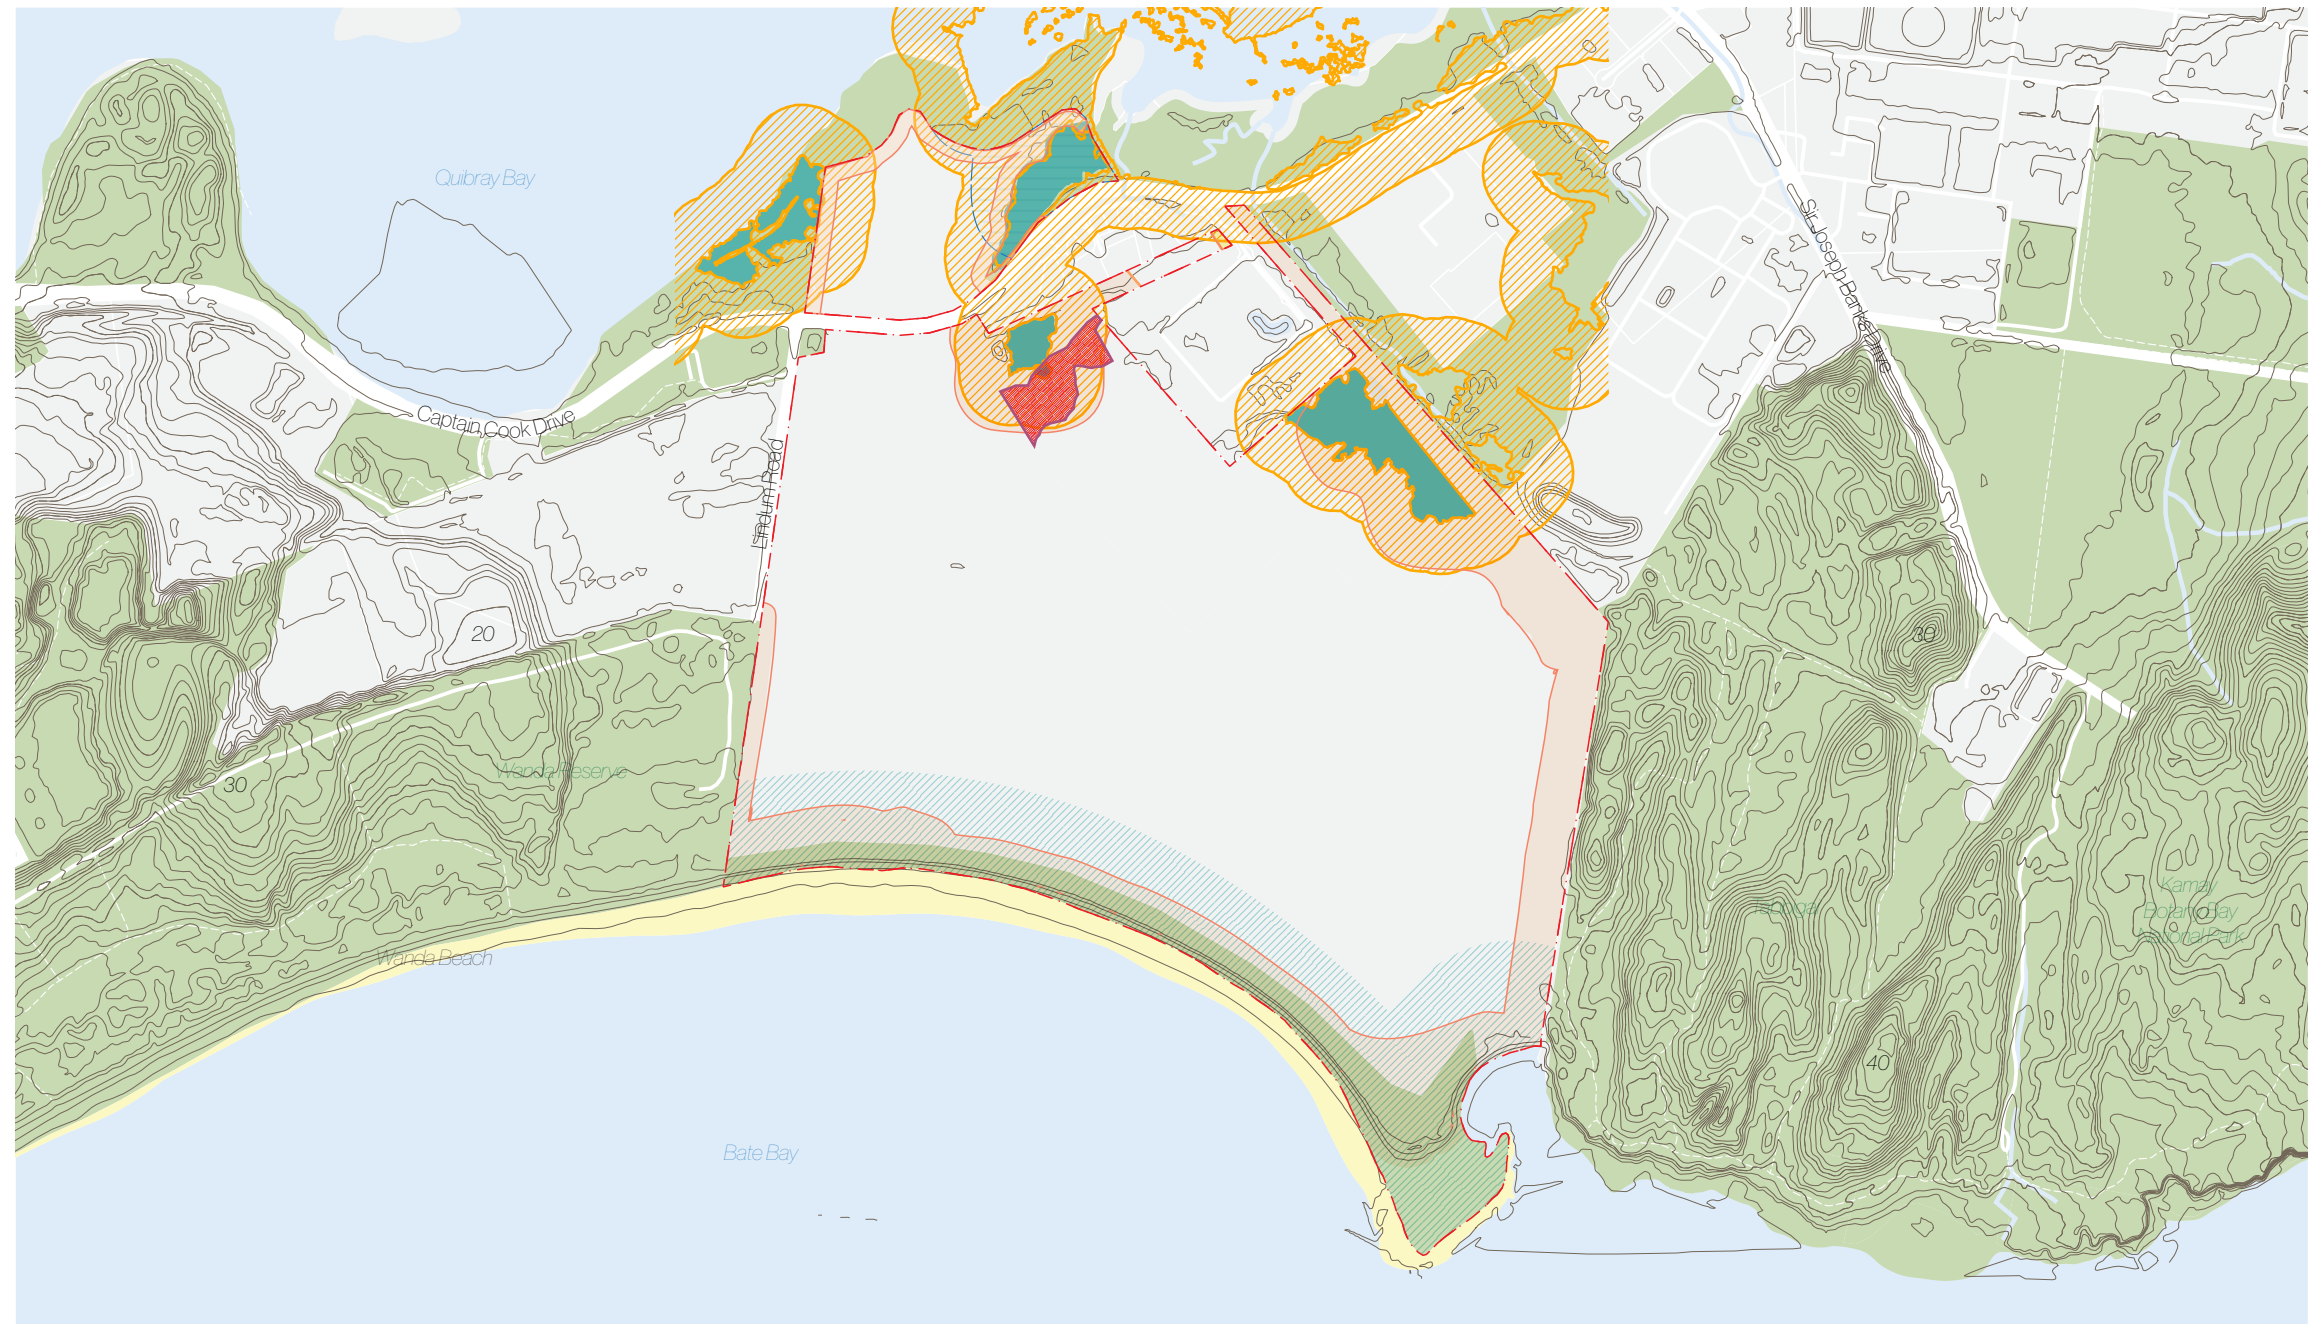 Quibray Bay
Sir Joseph Banks Drive
Captain Cook Drive
Lindum Road
20
30
Wanda Reserve
30
Kamay
Botany Bay
National Park
Wanda Beach
40
Bate Bay